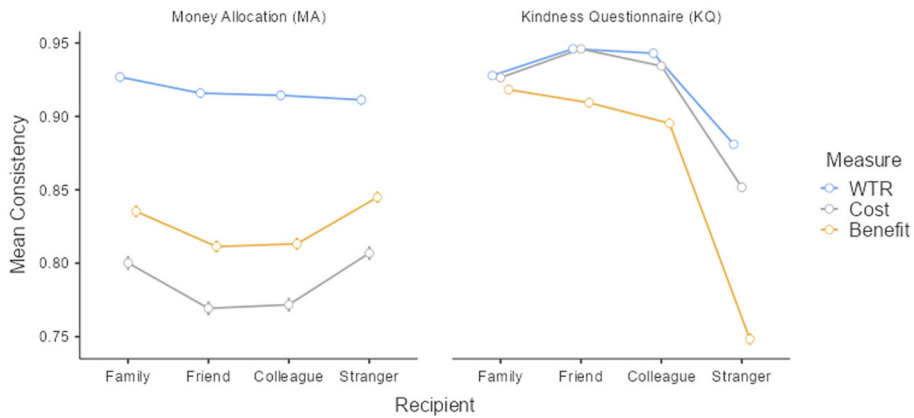 Money Allocation (MA)
Kindness Questionnaire (KQ)
Mean Consistency
0.95
0.90
0.85
0.80
0.75
Family Friend Colleague Stranger
Family Friend Colleague Stranger
Recipient
Measure
WTR
Cost
Benefit